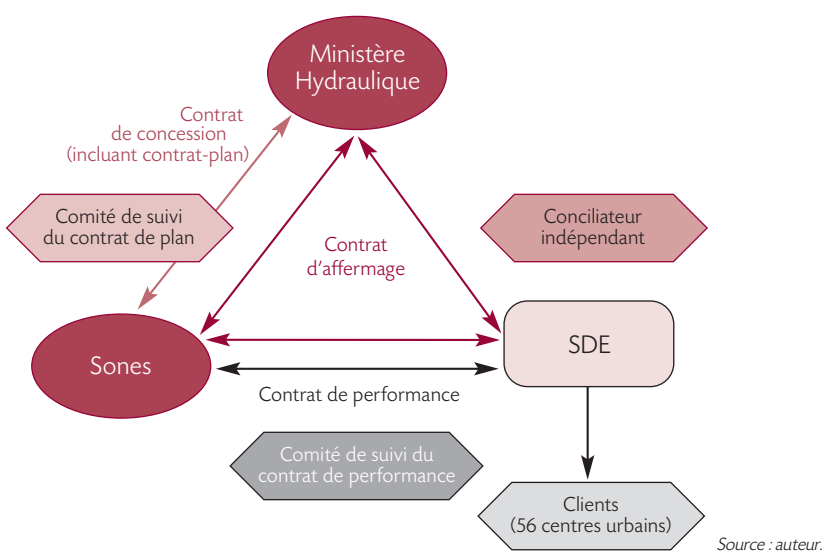 Ministère
Hydraulique
Contrat
de concession
(incluant contrat-plan)
Comité de suivi
du contrat de plan
Conciliateur
indépendant
Contrat
d'affermage
Sones
SDE
Contrat de performance
Comité de suivi du
contrat de performance
Clients
(56 centres urbains)
Source : auteur.